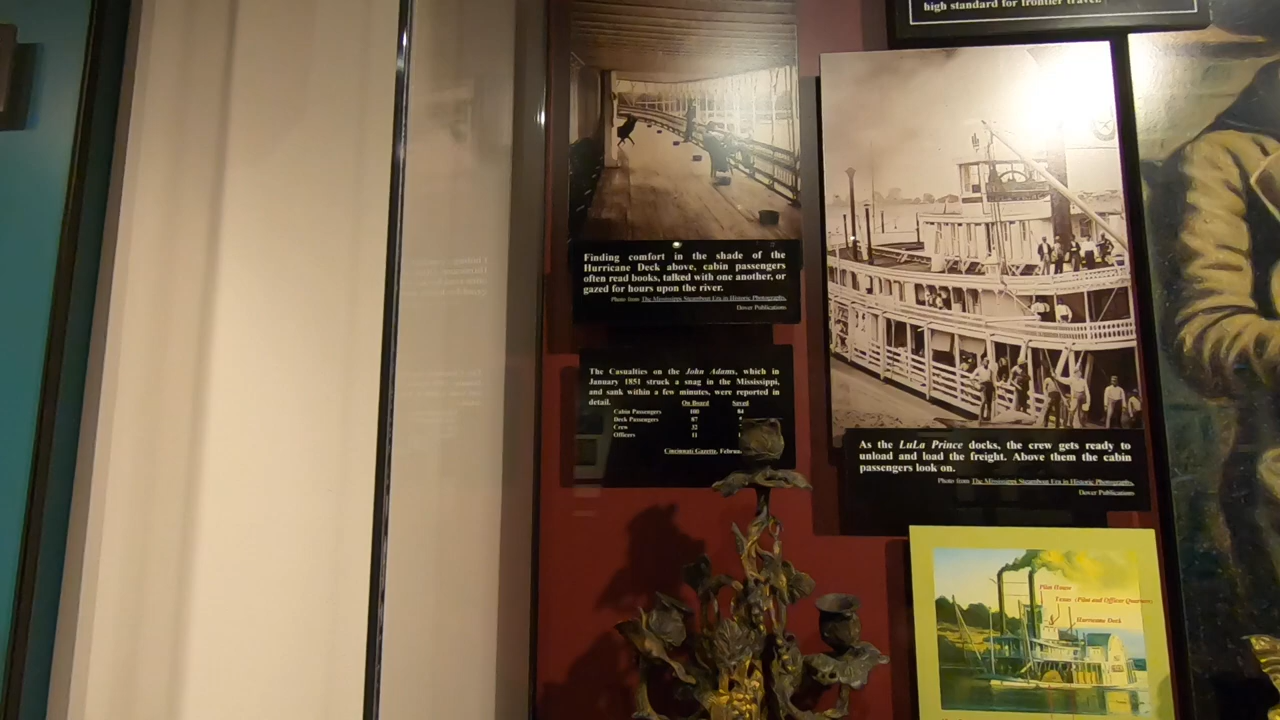 high standard for frontier travel.
Finding comfort in the shade of the
Hurricane Deck above, cabin passengers
often read books, talked with one another, or
gazed for hours upon the river.
Photo from The Mississippi Steamboat Era in Historic Photographs,
Dover Publications
The Casualties on the John Adams, which in
January 1851 struck a snag in the Mississippi,
and sank within a few minutes, were reported in
detail.
On Board Saved
Cabin Passengers 100 84
Deck Passengers 87
Crew 32
Officers 11
Cincinnati Gazette,
As the LuLa Prince docks, the crew gets ready to
unload and load the freight. Above them the cabin
passengers look on.
Photo from The Mississippi Steamboat Era in Historic Photographs,
Dover Publications
Pilot House
Texas (Pilot and Officer Quarters)
Hurricane Deck